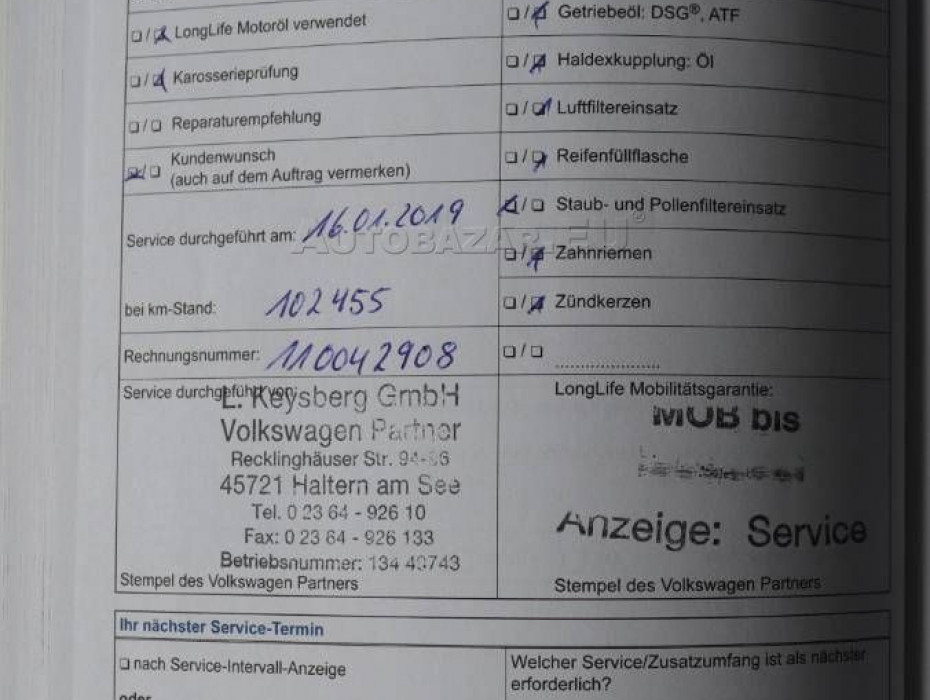 LongLife Motoröl verwendet
Karosserieprüfung
Reparaturempfehlung
Kundenwunsch
(auch auf dem Auftrag vermerken)
Service durchgeführt am: 16.01.2019
bei km-Stand: 102455
Rechnungsnummer: 110042908
Service durchgeführt von:
L. Keysberg GmbH
Volkswagen Partner
Recklinghäuser Str.
45721 Haltern am See
Tel. 0 23 64 - 926 10
Fax: 0 23 64 - 926 133
Betriebsnummer: 134 43743
Stempel des Volkswagen Partners
Getriebeöl: DSG®, ATF
Haldexkupplung: Öl
Luftfiltereinsatz
Reifenfüllflasche
Staub- und Pollenfiltereinsatz
Zahnriemen
Zündkerzen
LongLife Mobilitätsgarantie:
MOB bis
Anzeige: Service
Stempel des Volkswagen Partners
AUTOBAZAR.EU
Ihr nächster Service-Termin
nach Service-Intervall-Anzeige
oder
Welcher Service/Zusatzumfang ist als nächster
erforderlich?